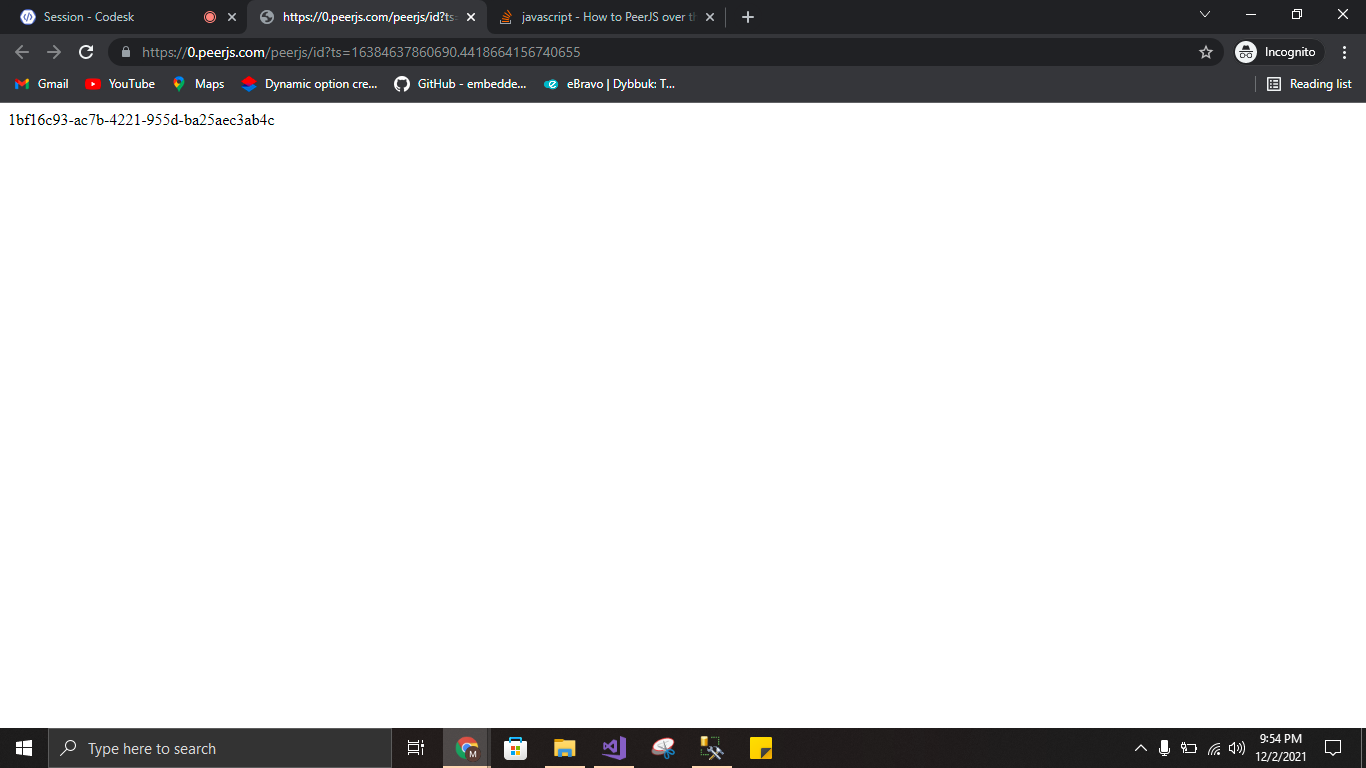 Session - Codesk
https://0.peerjs.com/peerjs/id?ts=
javascript - How to PeerJS over th
https://0.peerjs.com/peerjs/id?ts=16384637860690.4418664156740655
Incognito
Gmail
YouTube
Maps
Dynamic option cre...
GitHub - embedde...
eBravo | Dybbuk: T...
Reading list
1bf16c93-ac7b-4221-955d-ba25aec3ab4c
Type here to search
M
9:54 PM
12/2/2021